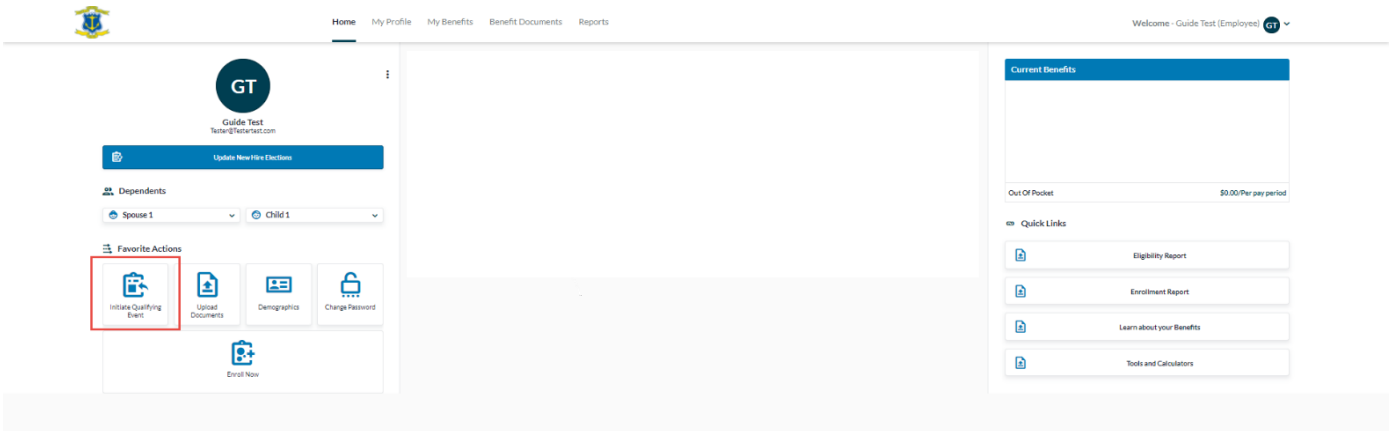 Home My Profile My Benefits Benefit Documents Reports
Welcome - Guide Test (Employee) GT
GT
Guide Test
Tester@Testertest.com
Update New Hire Elections
Dependents
Spouse 1
Child 1
Favorite Actions
Initiate Qualifying
Event
Upload
Documents
Demographics
Change Password
Enroll Now
Current Benefits
Out Of Pocket $0.00/Per pay period
Quick Links
Eligibility Report
Enrollment Report
Learn about your Benefits
Tools and Calculators